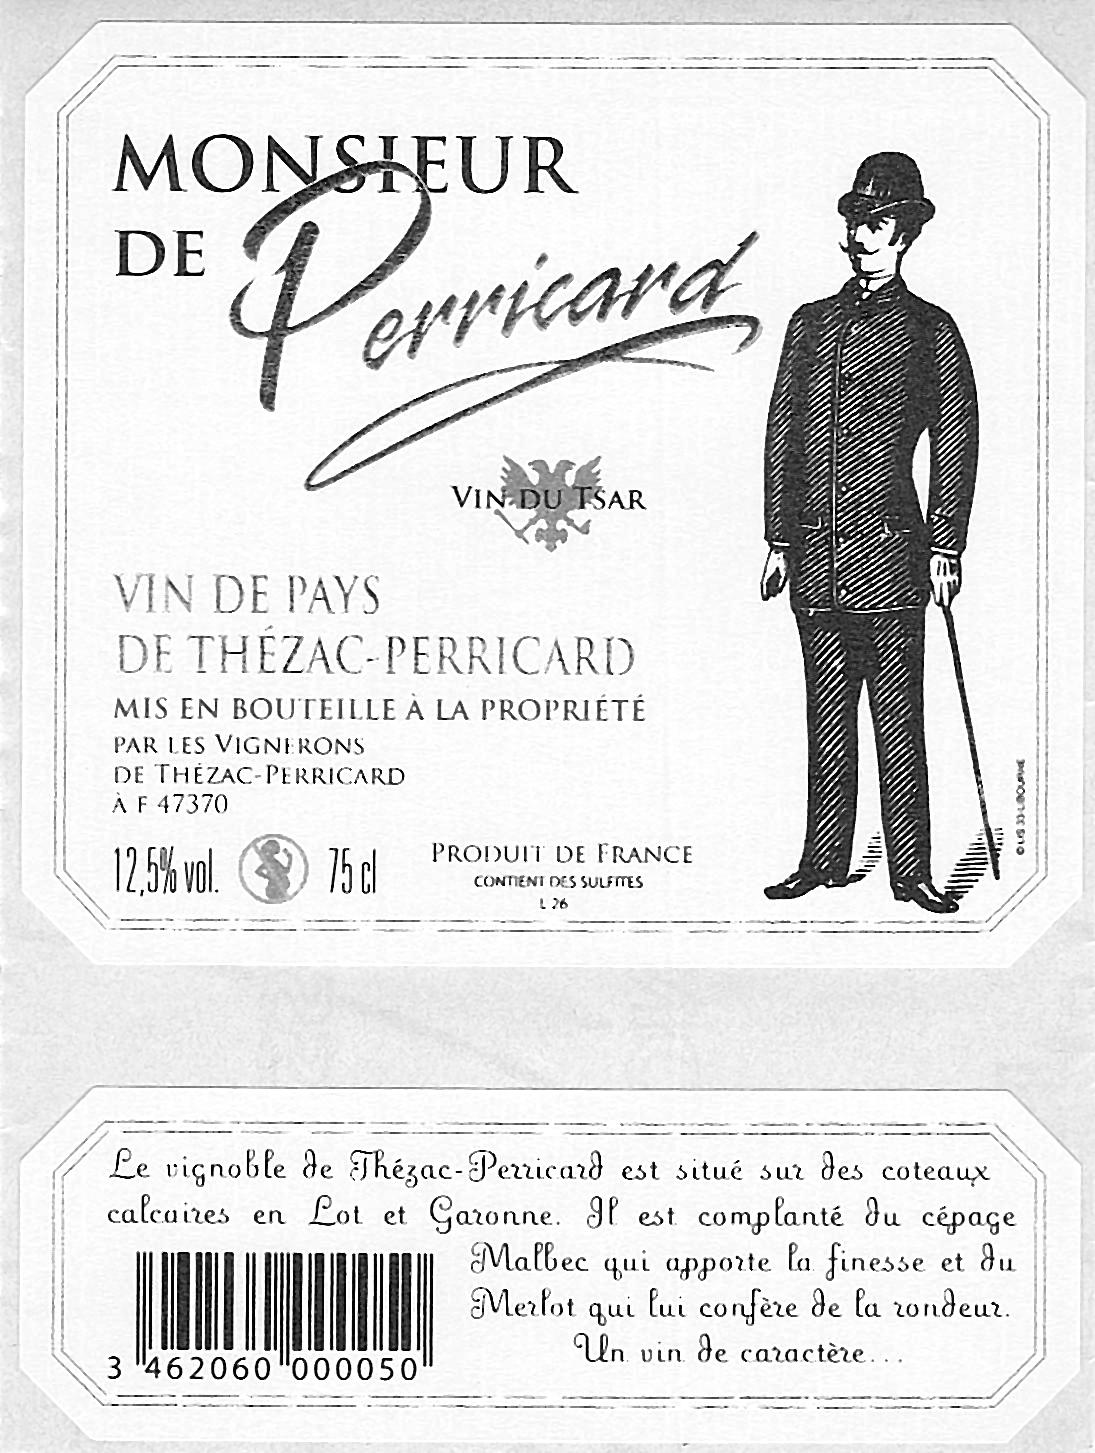 MONSIEUR
DE Perricard
VIN DU TSAR
VIN DE PAYS
DE THÉZAC-PERRICARD
MIS EN BOUTEILLE À LA PROPRIÉTÉ
PAR LES VIGNERONS
DE THÉZAC-PERRICARD
À F 47370
12,5% vol. 75 cl
PRODUIT DE FRANCE
CONTIENT DES SULFITES
L 26
33-LIBOURNE
Le vignoble de Thézac-Perricard est situé sur des coteaux
calcaires en Lot et Garonne. Il est complanté du cépage
Malbec qui apporte la finesse et du
Merlot qui lui confère de la rondeur.
Un vin de caractère...
3 462060 000050